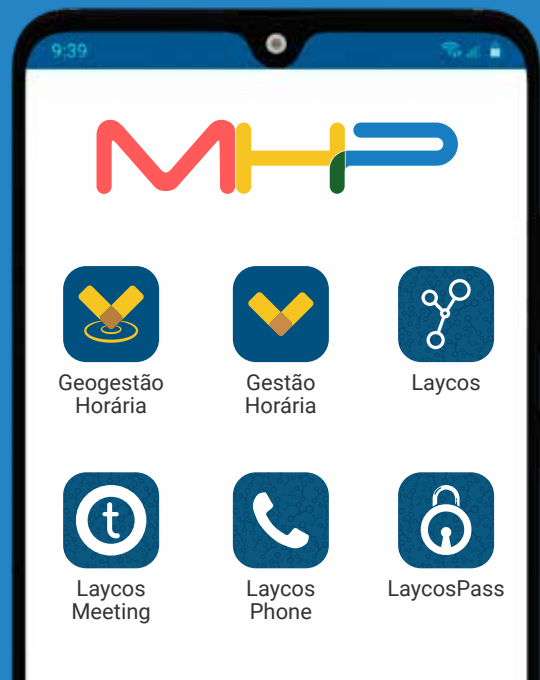 9:39
MHP
Geogestão
Horária
Gestão
Horária
Laycos
t
Laycos
Meeting
Laycos
Phone
LaycosPass